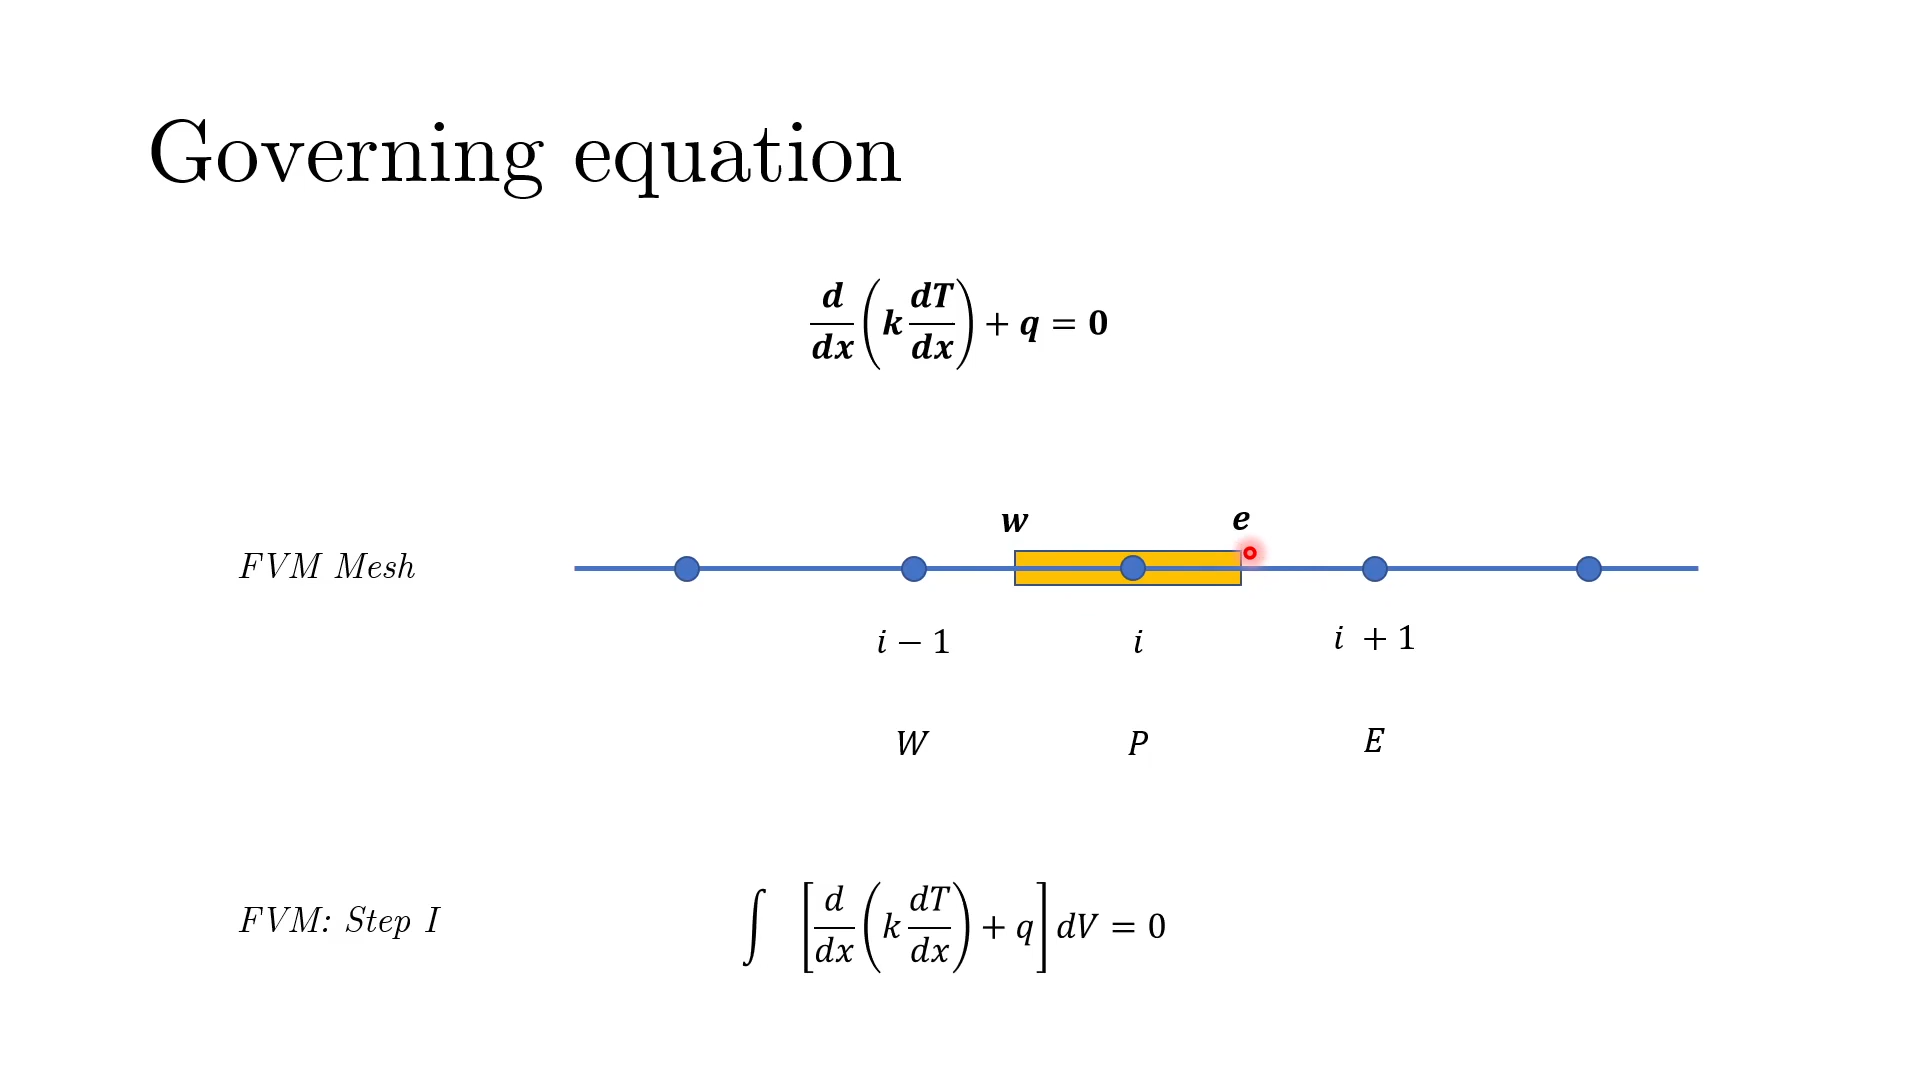 Governing equation
d/dx (k dT/dx) + q = 0
w e
FVM Mesh
i − 1 i i + 1
W P E
FVM: Step I ∫ [d/dx (k dT/dx) + q] dV = 0